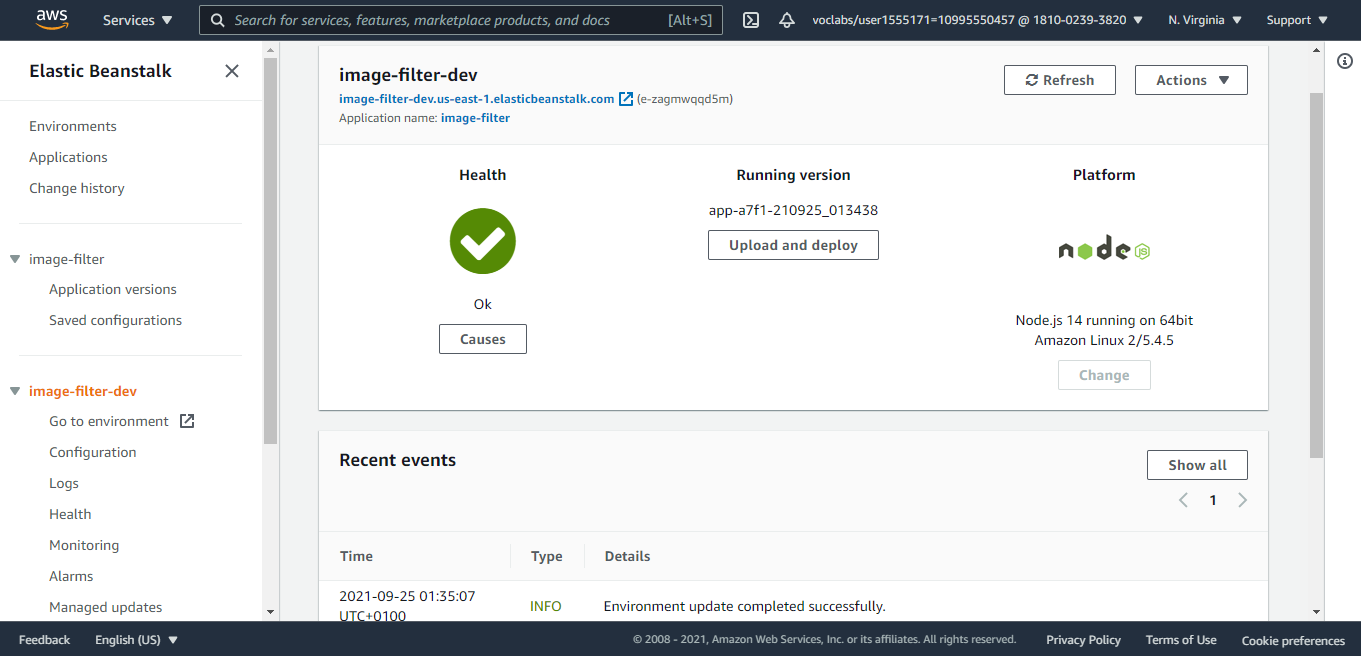 aws
Services
Search for services, features, marketplace products, and docs
[Alt+S]
voclabs/user1555171=10995550457 @ 1810-0239-3820
N. Virginia
Support
Elastic Beanstalk
Environments
Applications
Change history
image-filter
Application versions
Saved configurations
image-filter-dev
Go to environment
Configuration
Logs
Health
Monitoring
Alarms
Managed updates
image-filter-dev
image-filter-dev.us-east-1.elasticbeanstalk.com (e-zagmwqqd5m)
Application name: image-filter
Refresh
Actions
Health
Ok
Causes
Running version
app-a7f1-210925_013438
Upload and deploy
Platform
node JS
Node.js 14 running on 64bit
Amazon Linux 2/5.4.5
Change
Recent events
Show all
1
Time
Type
Details
2021-09-25 01:35:07
UTC+0100
INFO
Environment update completed successfully.
Feedback
English (US)
© 2008 - 2021, Amazon Web Services, Inc. or its affiliates. All rights reserved.
Privacy Policy
Terms of Use
Cookie preferences